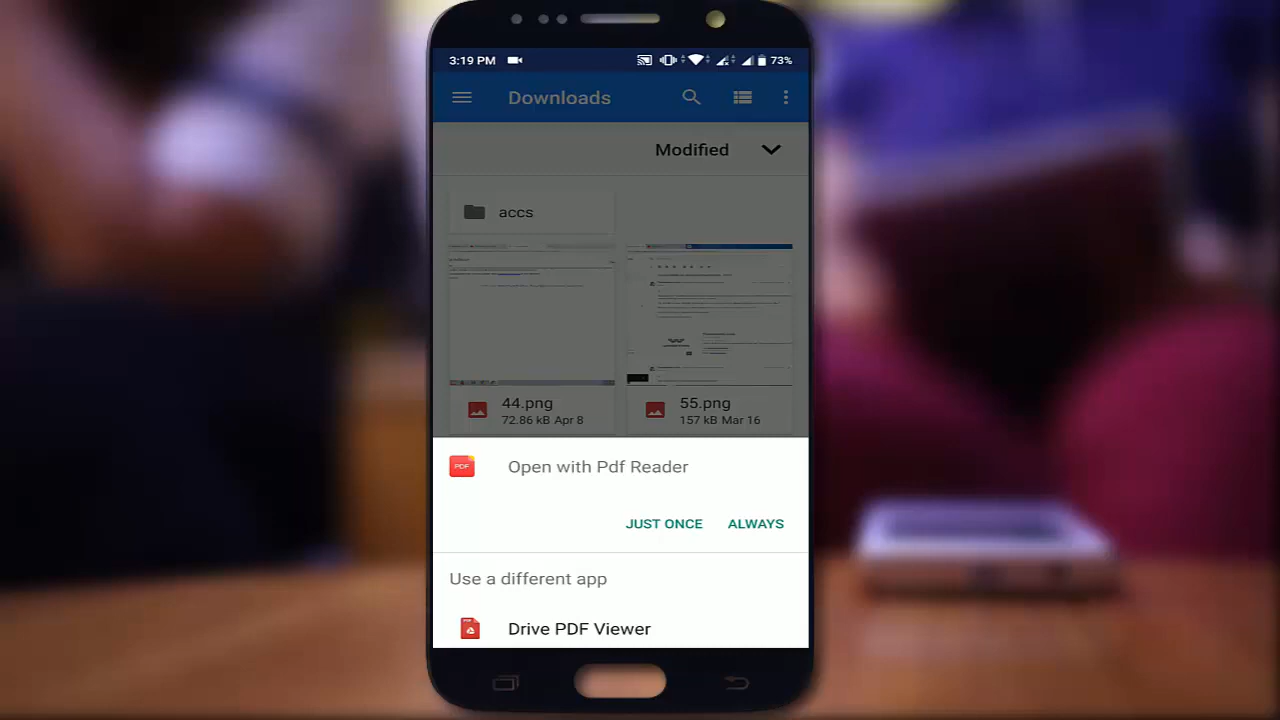 3:19 PM 73%
Downloads
Modified
accs
44.png
72.86 kB Apr 8
55.png
157 kB Mar 16
PDF Open with Pdf Reader
JUST ONCE ALWAYS
Use a different app
PDF Drive PDF Viewer